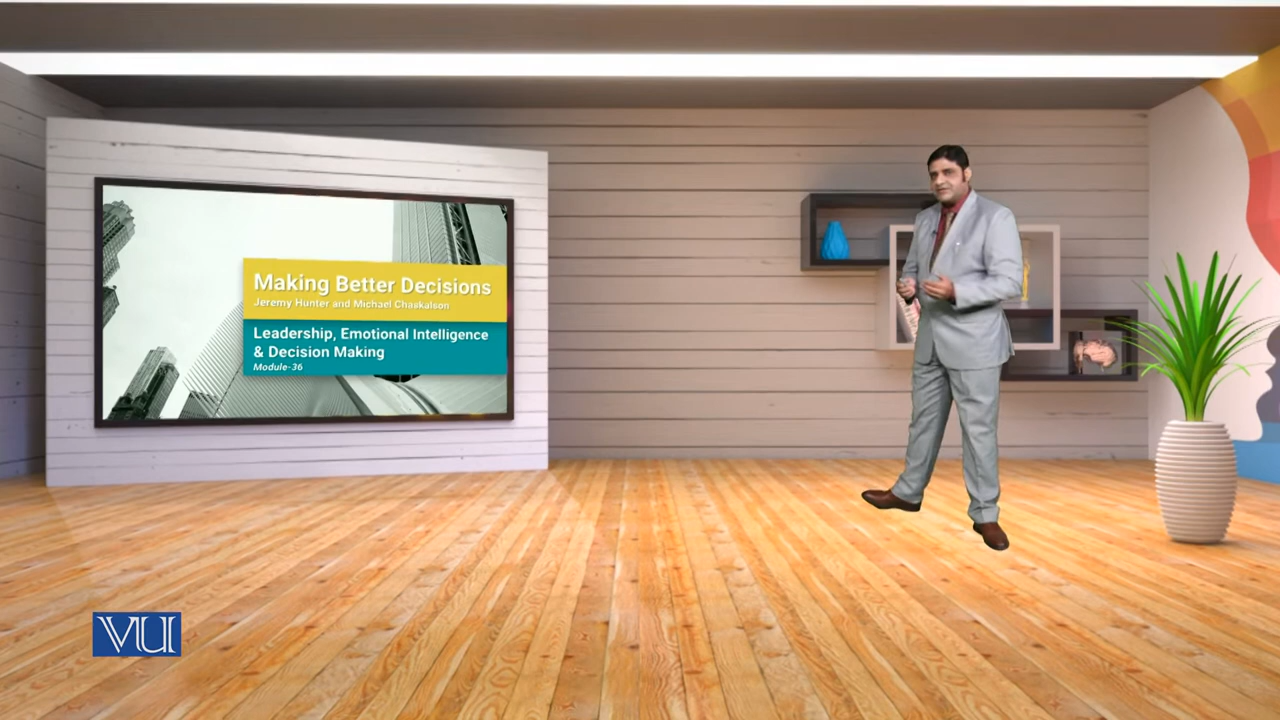 Making Better Decisions
Jeremy Hunter and Michael Chaskalson
Leadership, Emotional Intelligence
& Decision Making
Module-36
VU